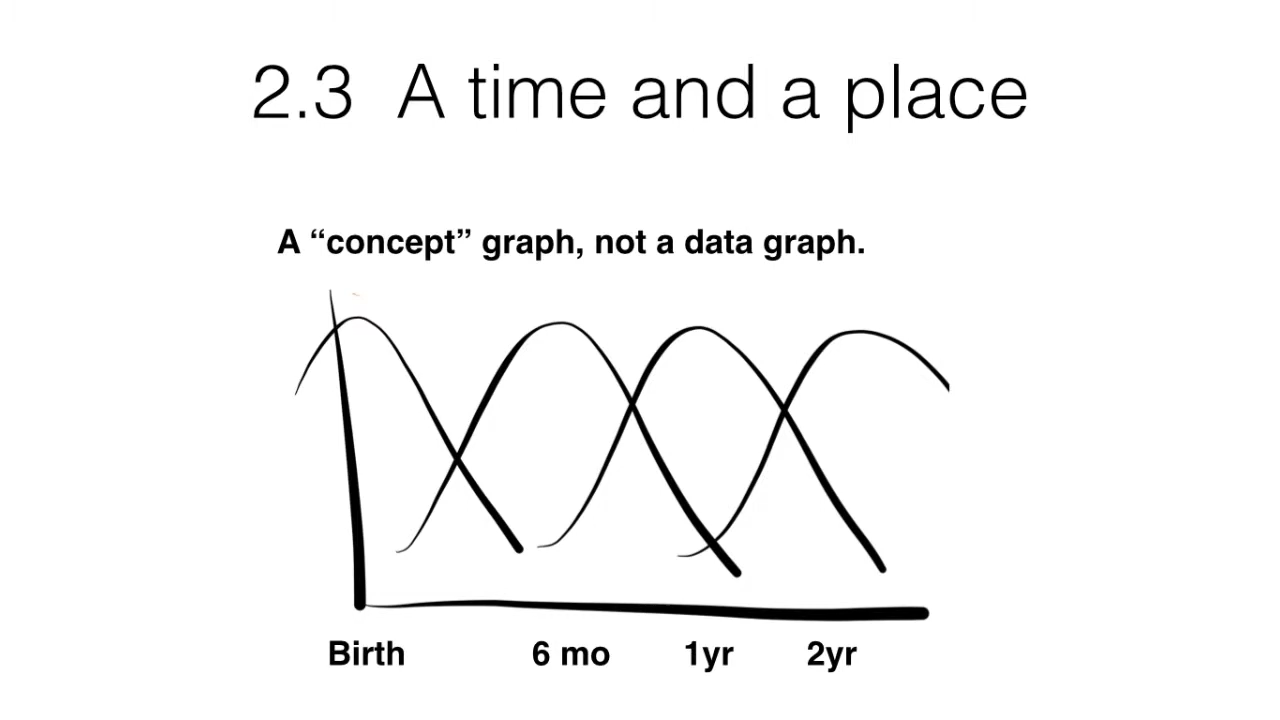 2.3 A time and a place
A “concept” graph, not a data graph.
Birth 6 mo 1yr 2yr